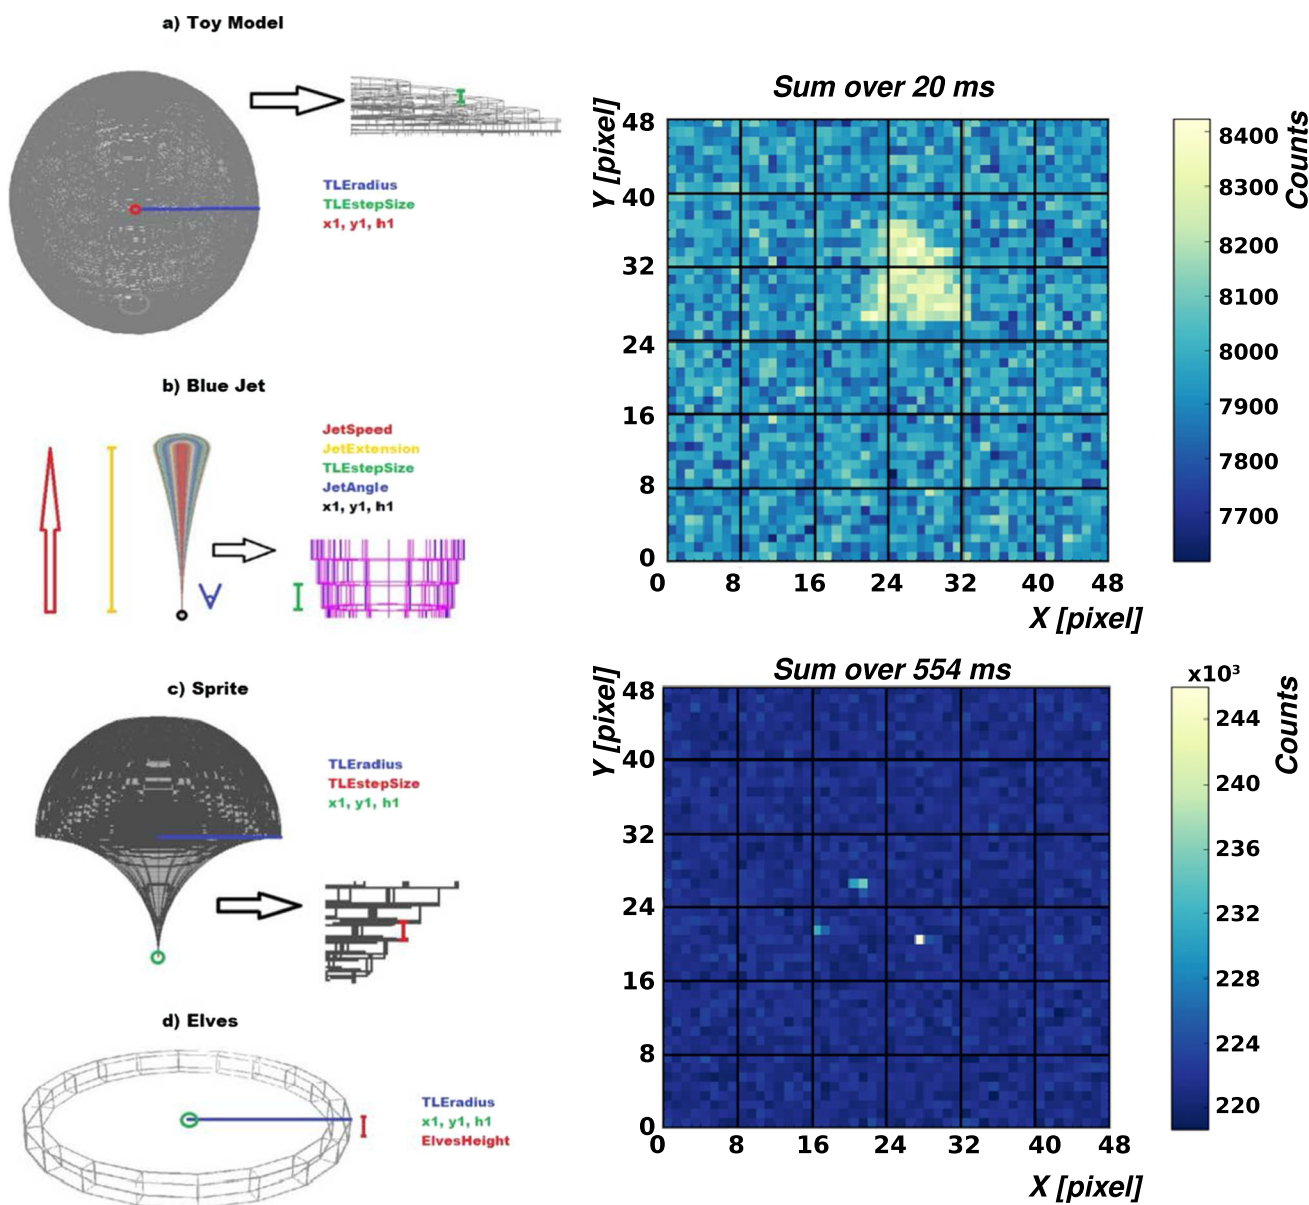 a) Toy Model
TLEradius
TLEstepSize
x1, y1, h1
b) Blue Jet
JetSpeed
JetExtension
TLEstepSize
JetAngle
x1, y1, h1
c) Sprite
TLEradius
TLEstepSize
x1, y1, h1
d) Elves
TLEradius
x1, y1, h1
ElvesHeight
Sum over 20 ms
Y [pixel]
48
40
32
24
16
8
0
0 8 16 24 32 40 48
X [pixel]
8400
8300
8200
8100
8000
7900
7800
7700
Counts
Sum over 554 ms
Y [pixel]
48
40
32
24
16
8
0
0 8 16 24 32 40 48
X [pixel]
x10³
244
240
236
232
228
224
220
Counts